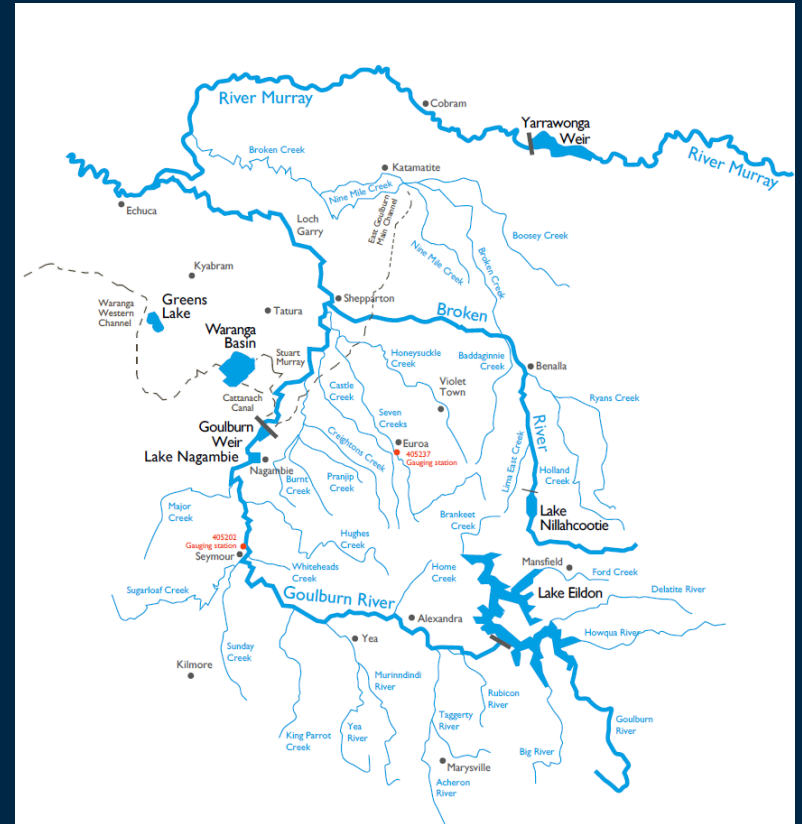 River Murray
Cobram
Yarrawonga
Weir
River Murray
Broken Creek
Katamatite
Nine Mile Creek
Echuca
Loch
Garry
East Goulburn
Main Channel
Boosey Creek
Nine Mile Creek
Broken Creek
Kyabram
Waranga
Western
Channel
Greens
Lake
Shepparton
Tatura
Broken
Waranga
Basin
Stuart
Murray
Honeysuckle
Creek
Baddaginnie
Creek
Benalla
Cattanach
Canal
Castle
Creek
Violet
Town
Ryans Creek
Seven
Creeks
River
Goulburn
Weir
Creightons Creek
Euroa
405237
Gauging station
Lima East Creek
Lake Nagambie
Nagambie
Holland
Creek
Burnt
Creek
Pranjip
Creek
Major
Creek
Brankeet
Creek
Lake
Nillahcootie
405202
Gauging station
Hughes
Creek
Seymour
Whiteheads
Creek
Home
Creek
Mansfield
Ford Creek
Sugarloaf Creek
Goulburn River
Lake Eildon
Delatite River
Alexandra
Howqua River
Yea
Sunday
Creek
Kilmore
Murinndindi
River
Rubicon
River
Taggerty
River
Goulburn
River
King Parrot
Creek
Yea
River
Big River
Marysville
Acheron
River